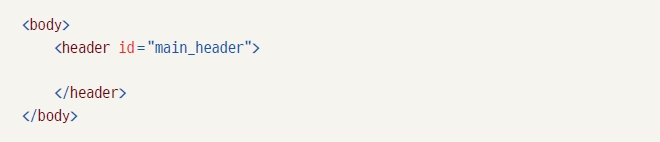 <body>
    <header id="main_header">

    </header>
</body>